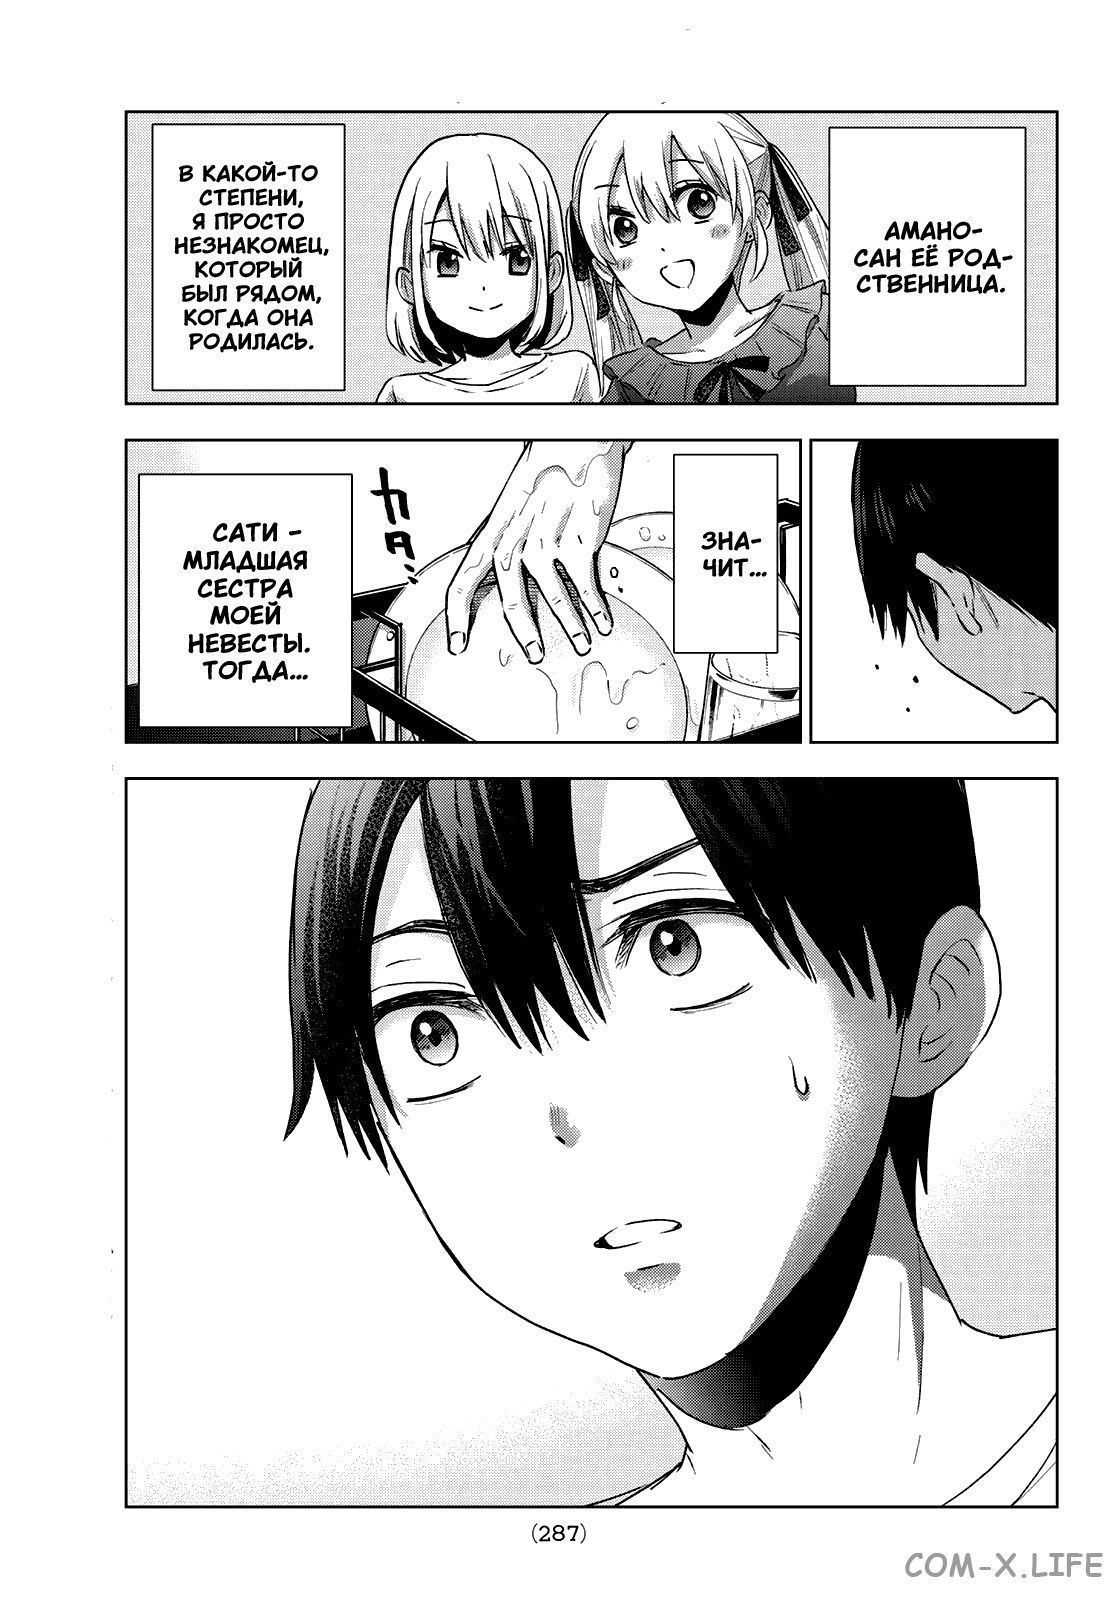 АМАНО-
САН ЕЁ РОД-
СТВЕННИЦА.
В КАКОЙ-ТО
СТЕПЕНИ,
Я ПРОСТО
НЕЗНАКОМЕЦ,
КОТОРЫЙ
БЫЛ РЯДОМ,
КОГДА ОНА
РОДИЛАСЬ.
ЗНА-
ЧИТ...
カタ…
САТИ -
МЛАДШАЯ
СЕСТРА
МОЕЙ
НЕВЕСТЫ.
ТОГДА...
(287)
COM-X.LIFE